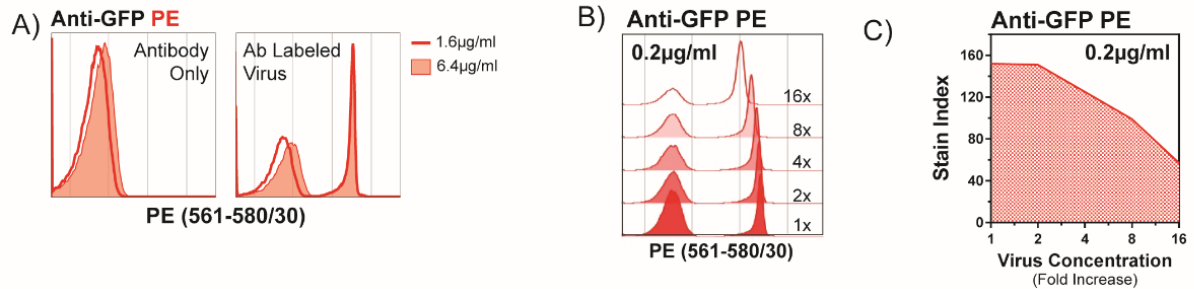 A)
Anti-GFP PE
Antibody
Only
Ab Labeled
Virus
1.6µg/ml
6.4µg/ml
PE (561-580/30)
B)
Anti-GFP PE
0.2µg/ml
16x
8x
4x
2x
1x
PE (561-580/30)
C)
Anti-GFP PE
0.2µg/ml
Stain Index
160
120
80
40
0
1
2
4
8
16
Virus Concentration
(Fold Increase)